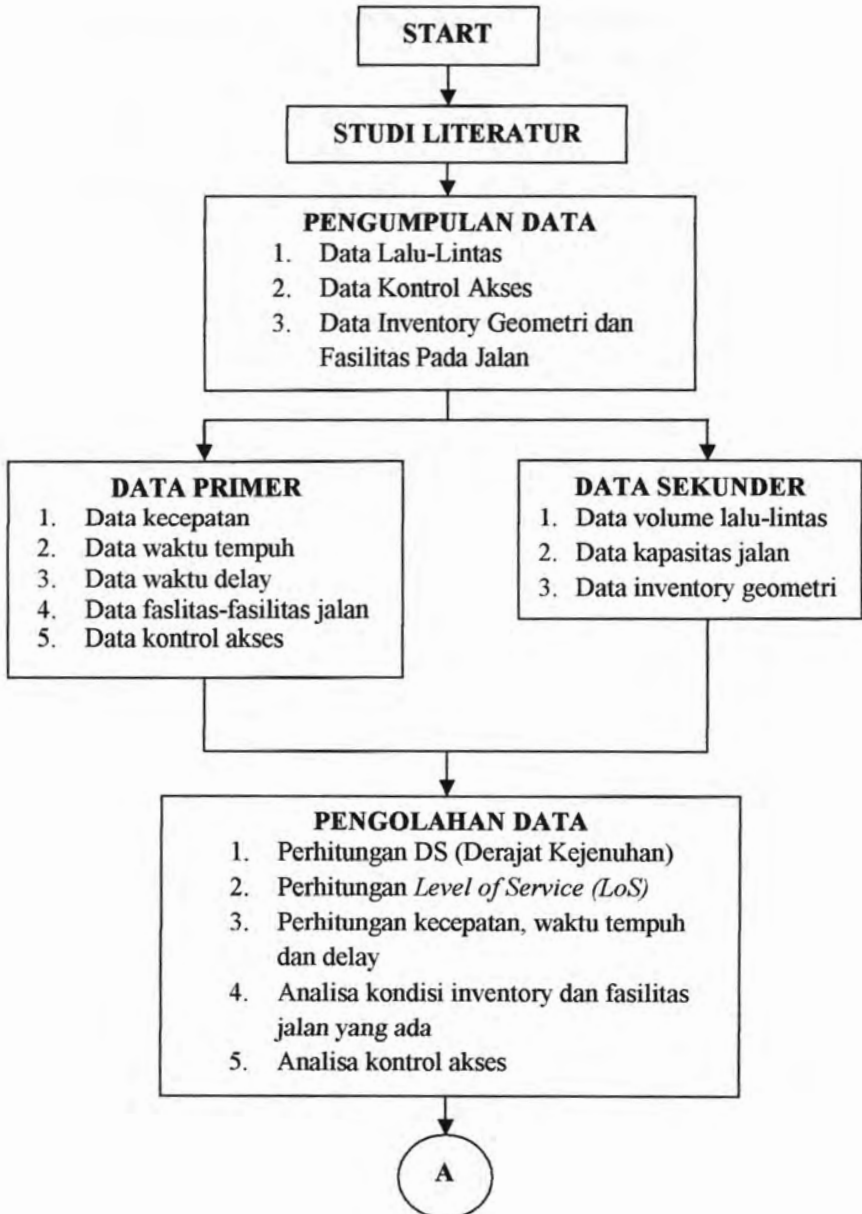 START
STUDI LITERATUR
PENGUMPULAN DATA
1. Data Lalu-Lintas
2. Data Kontrol Akses
3. Data Inventory Geometri dan
Fasilitas Pada Jalan
DATA PRIMER
1. Data kecepatan
2. Data waktu tempuh
3. Data waktu delay
4. Data faslitas-fasilitas jalan
5. Data kontrol akses
DATA SEKUNDER
1. Data volume lalu-lintas
2. Data kapasitas jalan
3. Data inventory geometri
PENGOLAHAN DATA
1. Perhitungan DS (Derajat Kejenuhan)
2. Perhitungan Level of Service (LoS)
3. Perhitungan kecepatan, waktu tempuh
dan delay
4. Analisa kondisi inventory dan fasilitas
jalan yang ada
5. Analisa kontrol akses
A